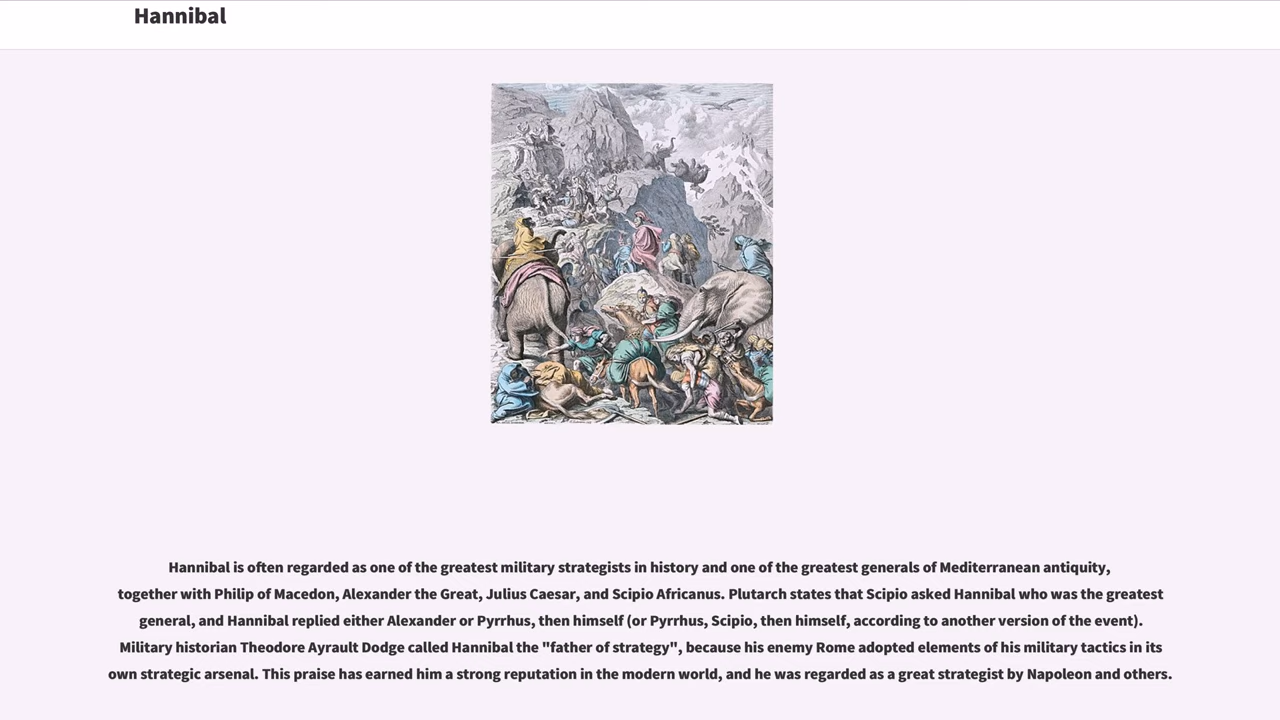 Hannibal
Hannibal is often regarded as one of the greatest military strategists in history and one of the greatest generals of Mediterranean antiquity,
together with Philip of Macedon, Alexander the Great, Julius Caesar, and Scipio Africanus. Plutarch states that Scipio asked Hannibal who was the greatest
general, and Hannibal replied either Alexander or Pyrrhus, then himself (or Pyrrhus, Scipio, then himself, according to another version of the event).
Military historian Theodore Ayrault Dodge called Hannibal the "father of strategy", because his enemy Rome adopted elements of his military tactics in its
own strategic arsenal. This praise has earned him a strong reputation in the modern world, and he was regarded as a great strategist by Napoleon and others.